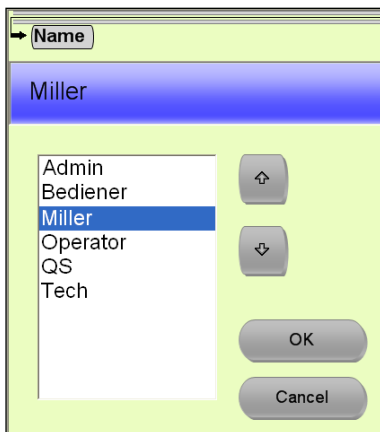 Name
Miller
Admin
Bediener
Miller
Operator
QS
Tech
OK
Cancel